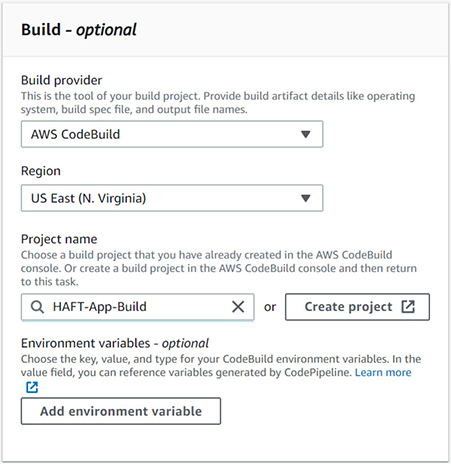 Build - optional
Build provider
This is the tool of your build project. Provide build artifact details like operating
system, build spec file, and output file names.
AWS CodeBuild
Region
US East (N. Virginia)
Project name
Choose a build project that you have already created in the AWS CodeBuild
console. Or create a build project in the AWS CodeBuild console and then return
to this task.
HAFT-App-Build or Create project
Environment variables - optional
Choose the key, value, and type for your CodeBuild environment variables. In the
value field, you can reference variables generated by CodePipeline. Learn more
Add environment variable